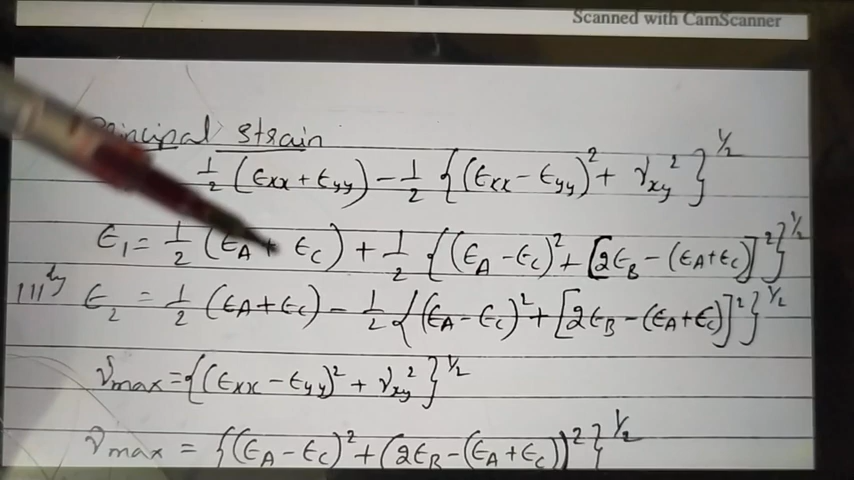 Scanned with CamScanner
Principal strain
1/2 (εxx + εyy) - 1/2 {(εxx - εyy)² + γxy²}^1/2
ε1 = 1/2 (εA + εC) + 1/2 {(εA - εC)² + [2εB - (εA+εC)]²}^1/2
lllly ε2 = 1/2 (εA+εC) - 1/2 {(εA - εC)² + [2εB - (εA+εC)]²}^1/2
γmax = {(εxx - εyy)² + γxy²}^1/2
γmax = {(εA - εC)² + (2εB - (εA+εC))²}^1/2